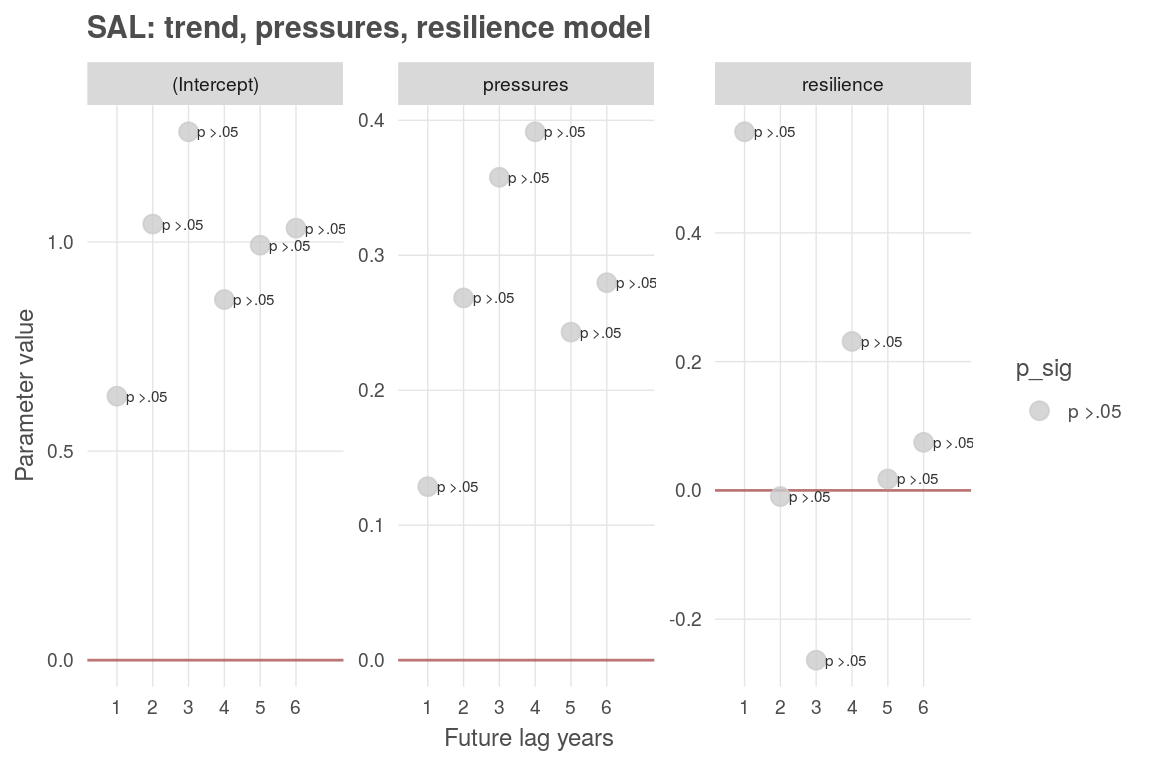 SAL: trend, pressures, resilience model
(Intercept)
pressures
resilience
Parameter value
1.0
0.5
0.0
p >.05
p >.05
p >.05
p >.05
p >.05
p >.05
1 2 3 4 5 6
0.4
0.3
0.2
0.1
0.0
p >.05
p >.05
p >.05
p >.05
p >.05
p >.05
1 2 3 4 5 6
0.4
0.2
0.0
-0.2
p >.05
p >.05
p >.05
p >.05
p >.05
p >.05
1 2 3 4 5 6
Future lag years
p_sig
p >.05